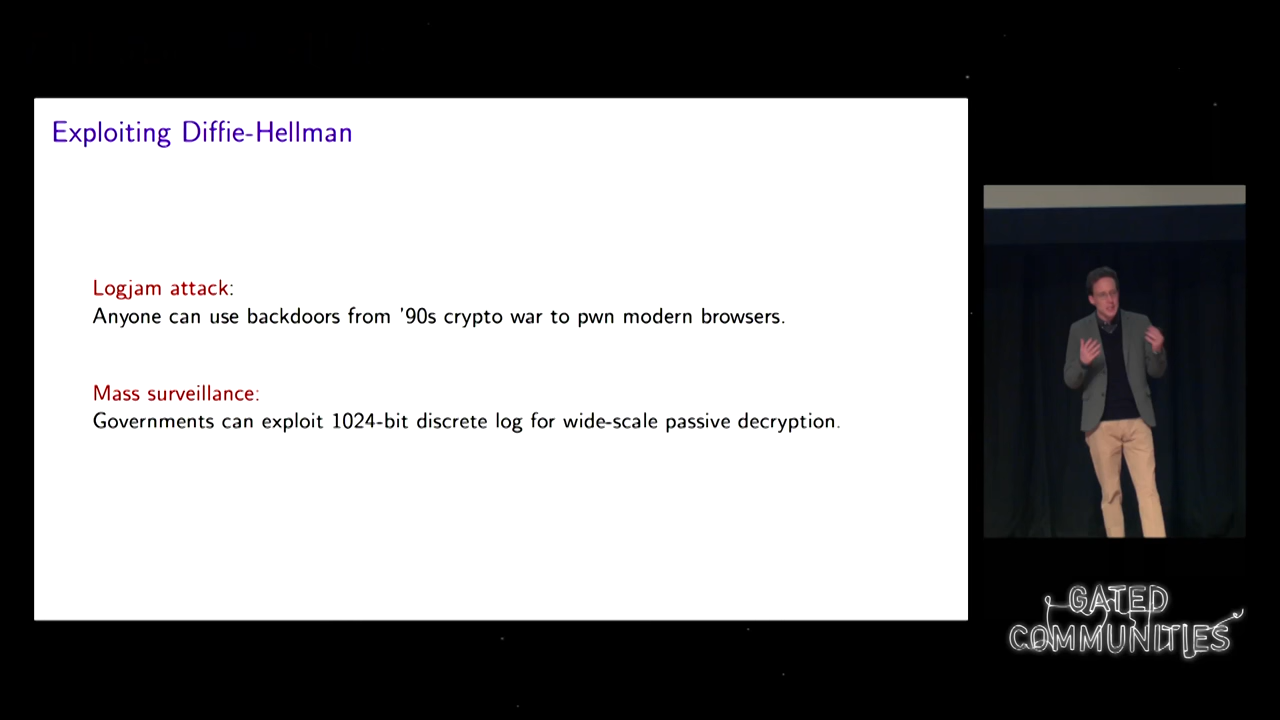 Exploiting Diffie-Hellman
Logjam attack:
Anyone can use backdoors from '90s crypto war to pwn modern browsers.
Mass surveillance:
Governments can exploit 1024-bit discrete log for wide-scale passive decryption.
GATED
COMMUNITIES